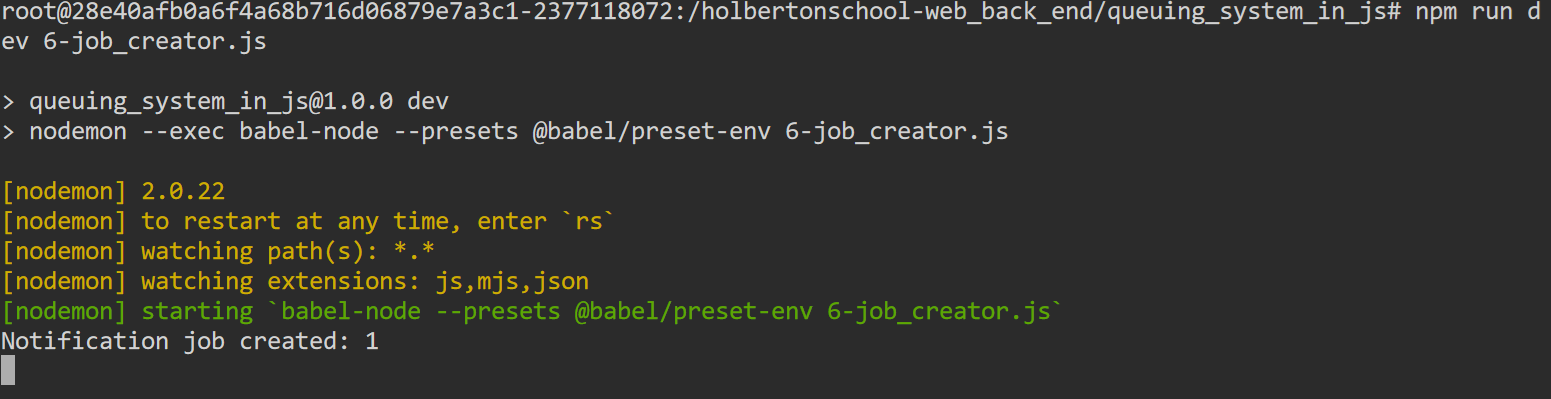 root@28e40afb0a6f4a68b716d06879e7a3c1-2377118072:/holbertonschool-web_back_end/queuing_system_in_js# npm run d
ev 6-job_creator.js
> queuing_system_in_js@1.0.0 dev
> nodemon --exec babel-node --presets @babel/preset-env 6-job_creator.js
[nodemon] 2.0.22
[nodemon] to restart at any time, enter `rs`
[nodemon] watching path(s): *.*
[nodemon] watching extensions: js,mjs,json
[nodemon] starting `babel-node --presets @babel/preset-env 6-job_creator.js`
Notification job created: 1